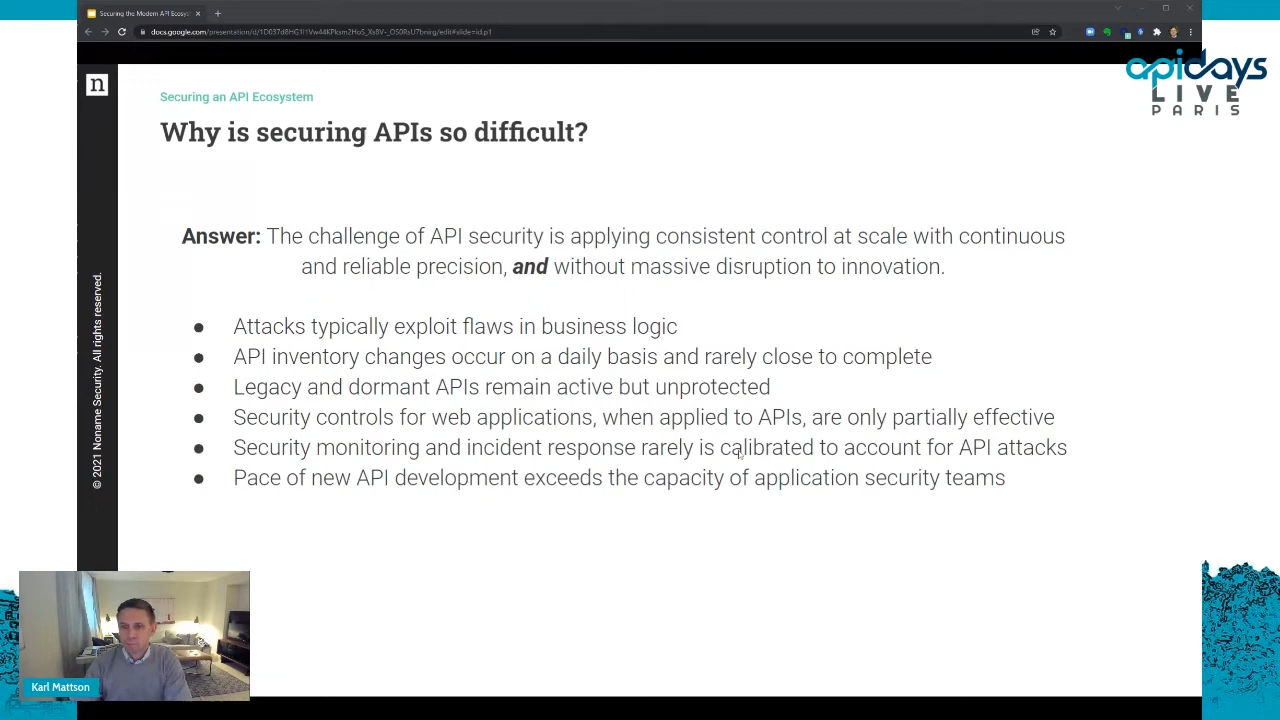 Securing the Modern API Ecosys
docs.google.com/presentation/d/
n
apidays
LIVE
PARIS
Securing an API Ecosystem
Why is securing APIs so difficult?
Answer: The challenge of API security is applying consistent control at scale with continuous
and reliable precision, and without massive disruption to innovation.
● Attacks typically exploit flaws in business logic
● API inventory changes occur on a daily basis and rarely close to complete
● Legacy and dormant APIs remain active but unprotected
● Security controls for web applications, when applied to APIs, are only partially effective
● Security monitoring and incident response rarely is calibrated to account for API attacks
● Pace of new API development exceeds the capacity of application security teams
© 2021 Noname Security. All rights reserved.
Karl Mattson